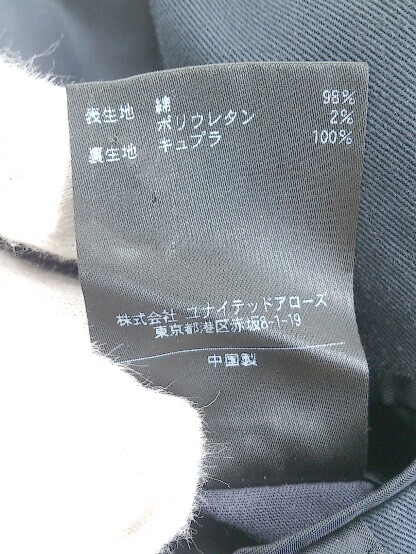 表生地 綿 98%
ポリウレタン 2%
裏生地 キュプラ 100%
株式会社 ユナイテッドアローズ
東京都港区赤坂8-1-19
中国製